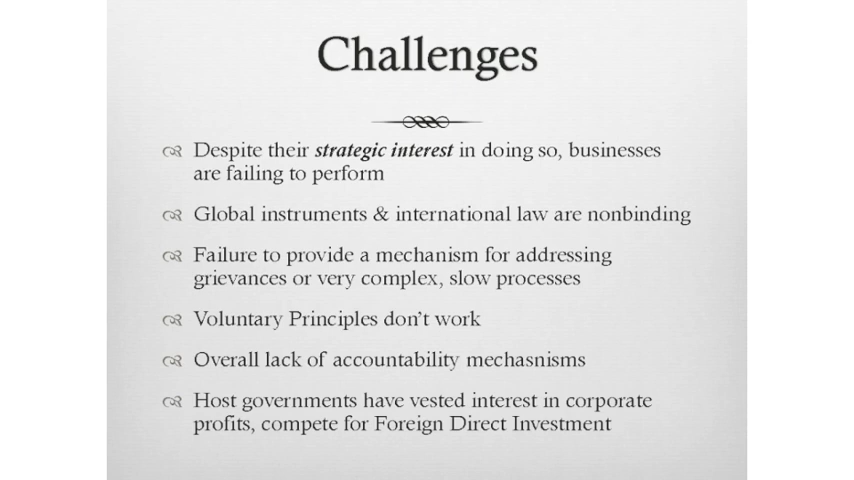 Challenges
Despite their strategic interest in doing so, businesses
are failing to perform
Global instruments & international law are nonbinding
Failure to provide a mechanism for addressing
grievances or very complex, slow processes
Voluntary Principles don't work
Overall lack of accountability mechasnisms
Host governments have vested interest in corporate
profits, compete for Foreign Direct Investment